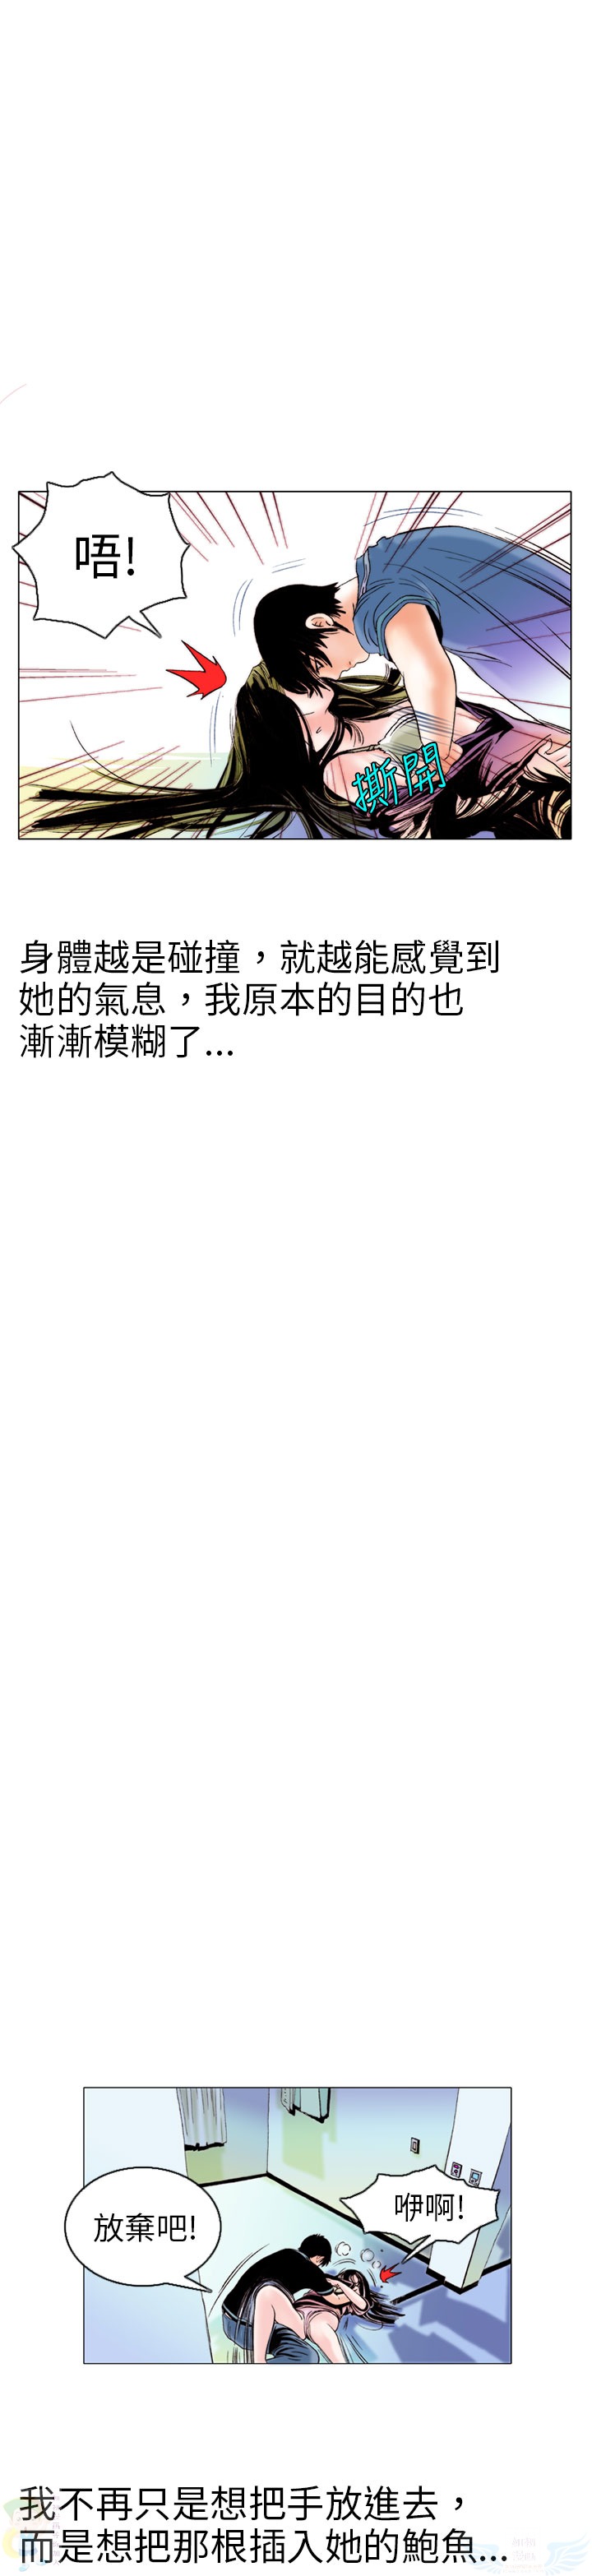 唔!
撕開
身體越是碰撞，就越能感覺到
她的氣息，我原本的目的也
漸漸模糊了...
放棄吧!
咿啊!
我不再只是想把手放進去，
而是想把那根插入她的鮑魚...